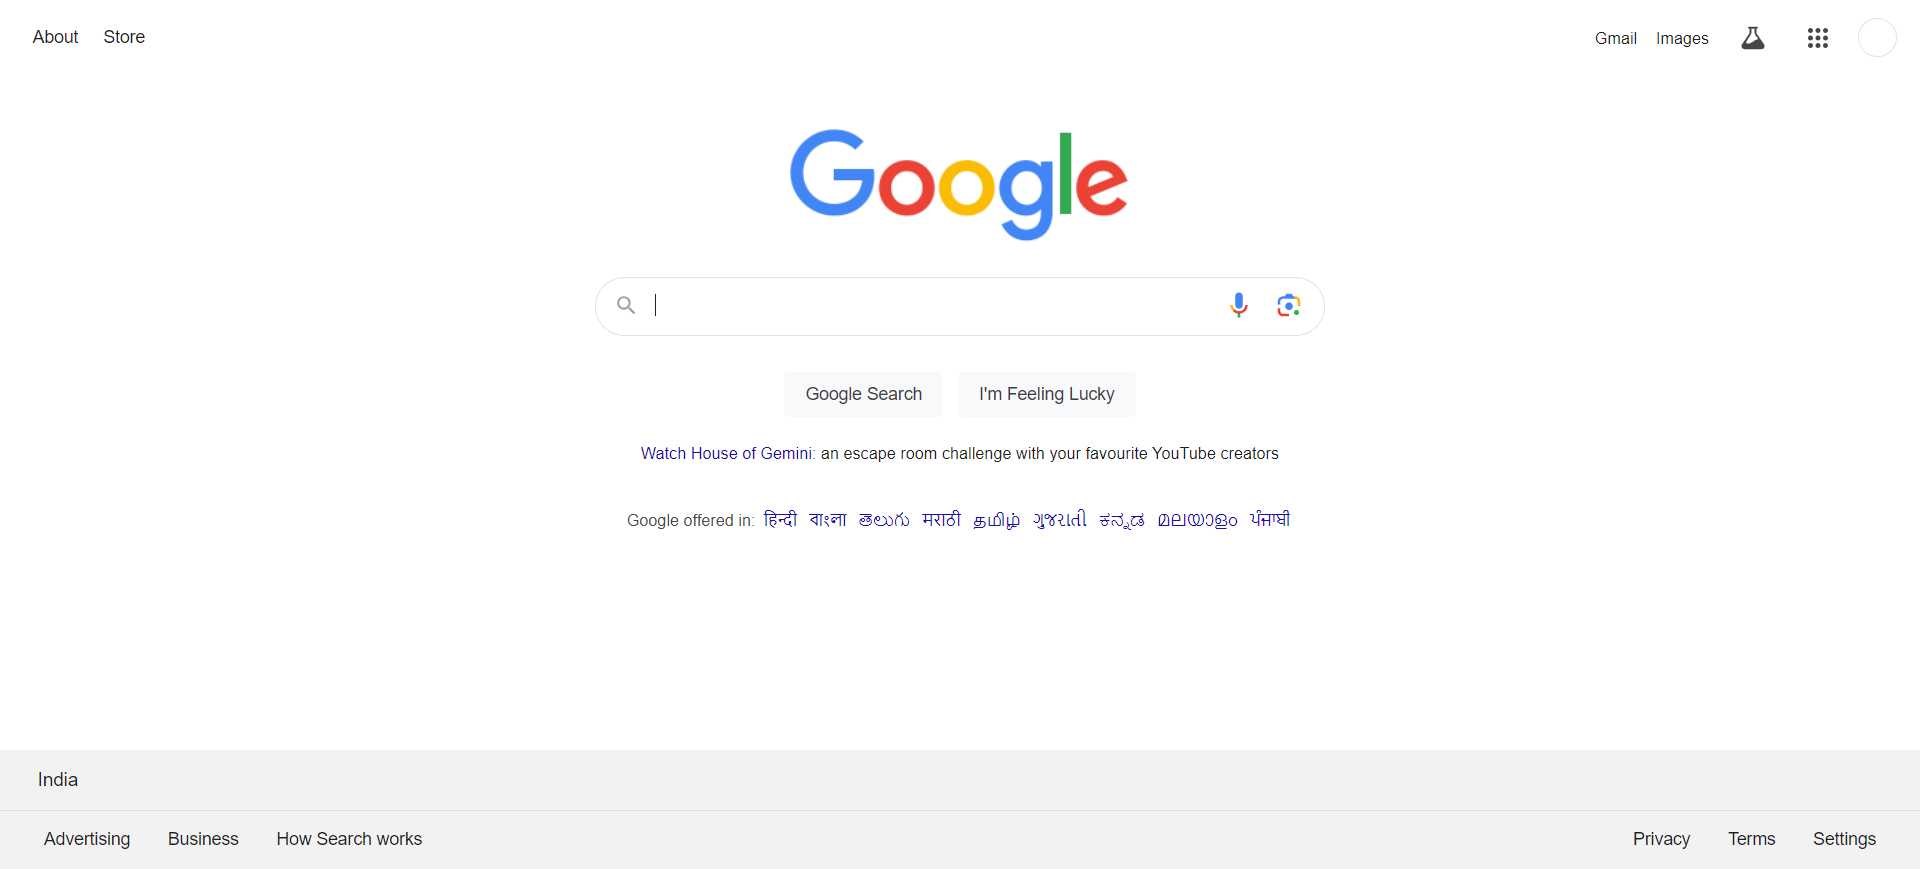 About Store
Gmail Images
Google
Google Search I'm Feeling Lucky
Watch House of Gemini: an escape room challenge with your favourite YouTube creators
Google offered in: हिन्दी বাংলা తెలుగు मराठी தமிழ் ગુજરાતી ಕನ್ನಡ മലയാളം ਪੰਜਾਬੀ
India
Advertising Business How Search works
Privacy Terms Settings